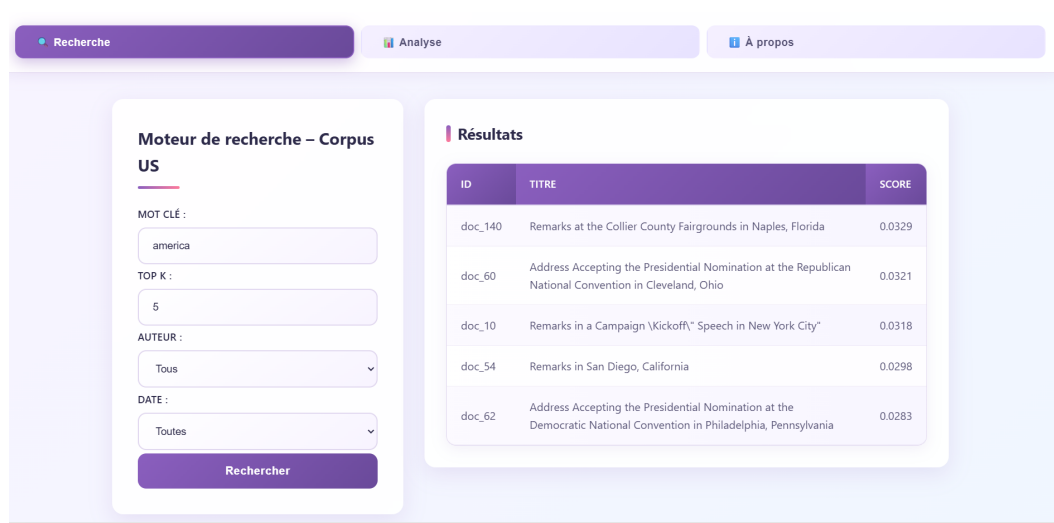 🔍 Recherche
📊 Analyse
ℹ️ À propos
Moteur de recherche – Corpus
US
MOT CLÉ :
america
TOP K :
5
AUTEUR :
Tous
DATE :
Toutes
Rechercher
Résultats
ID TITRE SCORE
doc_140 Remarks at the Collier County Fairgrounds in Naples, Florida 0.0329
doc_60 Address Accepting the Presidential Nomination at the Republican
National Convention in Cleveland, Ohio 0.0321
doc_10 Remarks in a Campaign \Kickoff\" Speech in New York City" 0.0318
doc_54 Remarks in San Diego, California 0.0298
doc_62 Address Accepting the Presidential Nomination at the
Democratic National Convention in Philadelphia, Pennsylvania 0.0283